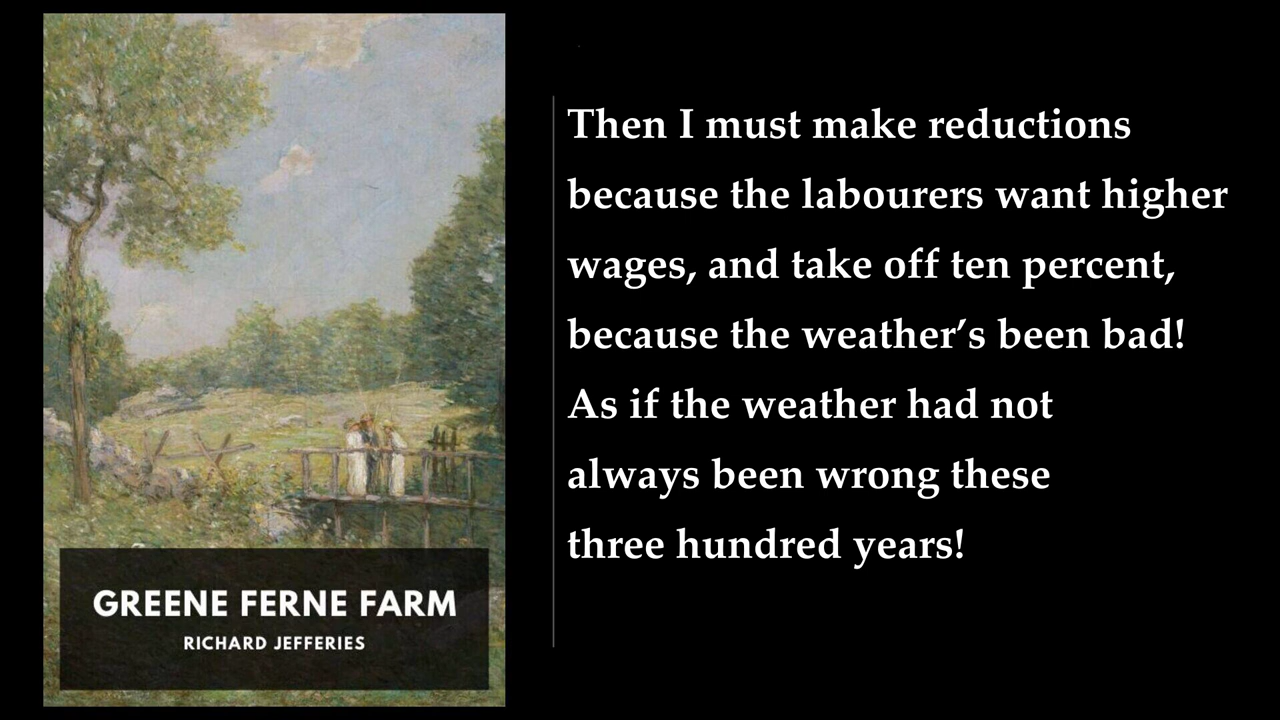 GREENE FERNE FARM
RICHARD JEFFERIES
Then I must make reductions
because the labourers want higher
wages, and take off ten percent,
because the weather’s been bad!
As if the weather had not
always been wrong these
three hundred years!